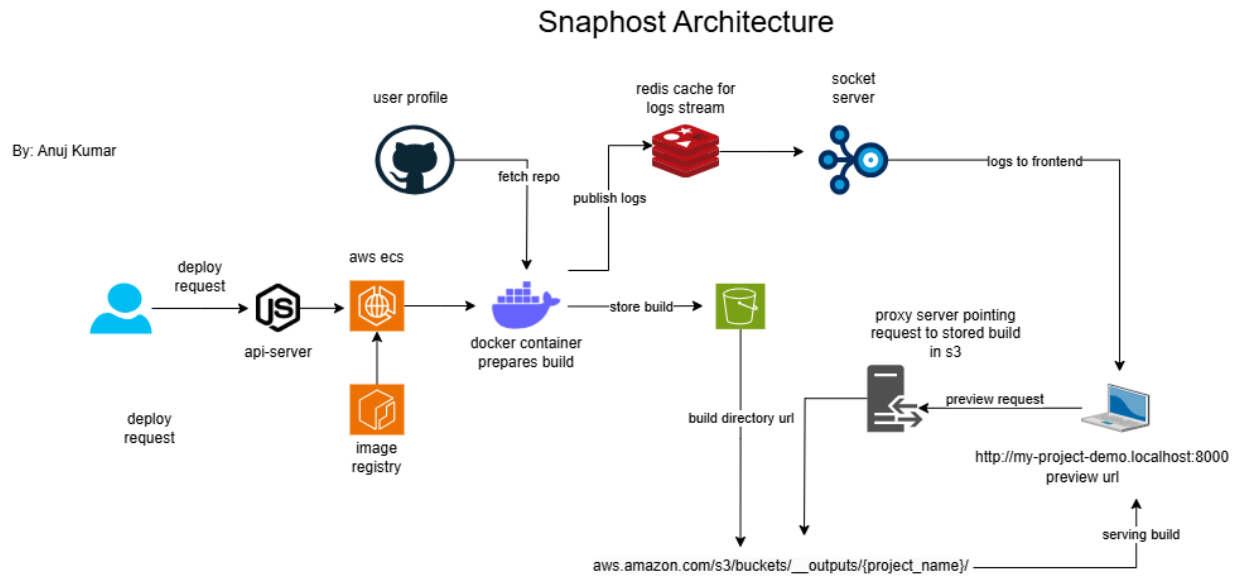 Snaphost Architecture
By: Anuj Kumar
user profile
redis cache for
logs stream
socket
server
fetch repo
publish logs
logs to frontend
deploy
request
JS
api-server
aws ecs
docker container
prepares build
store build
proxy server pointing
request to stored build
in s3
preview request
deploy
request
image
registry
build directory url
http://my-project-demo.localhost:8000
preview url
serving build
aws.amazon.com/s3/buckets/__outputs/{project_name}/